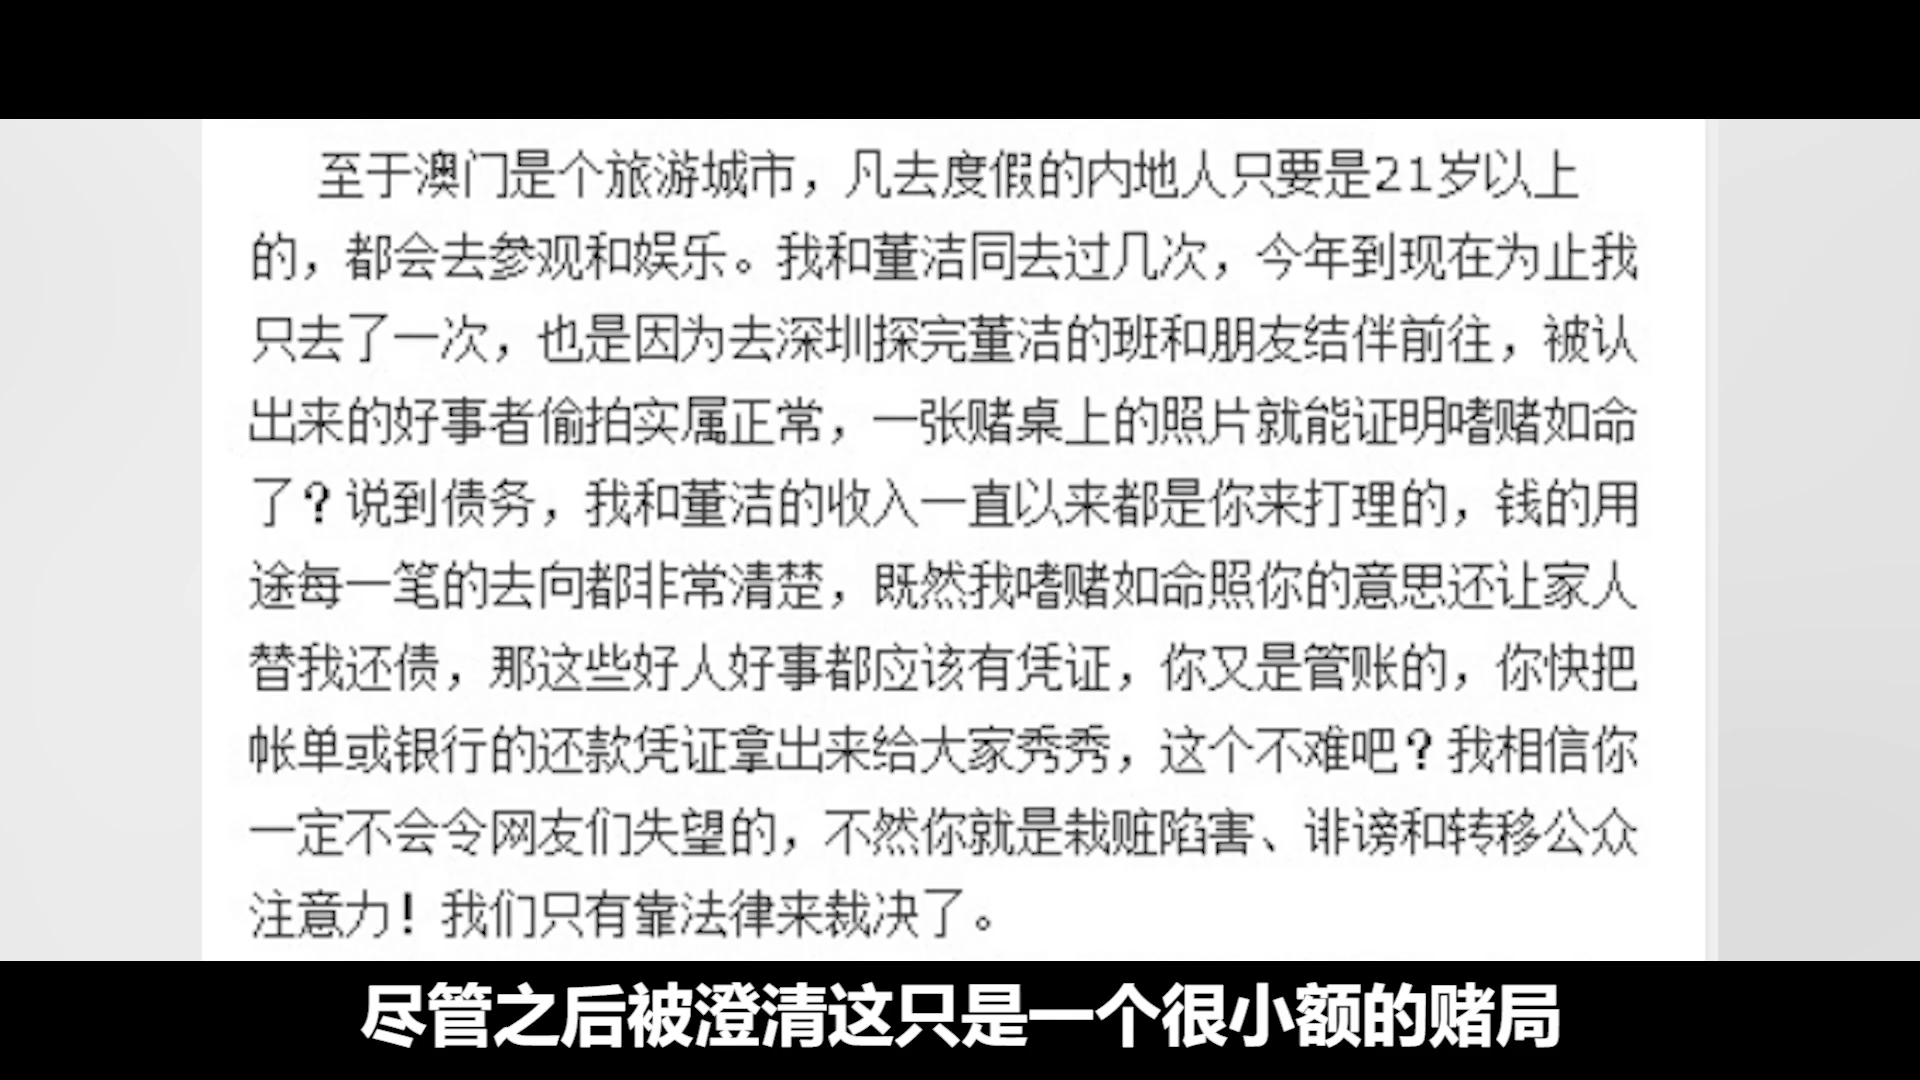 至于澳门是个旅游城市，凡去度假的内地人只要是21岁以上
的，都会去参观和娱乐。我和董洁同去过几次，今年到现在为止我
只去了一次，也是因为去深圳探完董洁的班和朋友结伴前往，被认
出来的好事者偷拍实属正常，一张赌桌上的照片就能证明嗜赌如命
了？说到债务，我和董洁的收入一直以来都是你来打理的，钱的用
途每一笔的去向都非常清楚，既然我嗜赌如命照你的意思还让家人
替我还债，那这些好人好事都应该有凭证，你又是管账的，你快把
帐单或银行的还款凭证拿出来给大家秀秀，这个不难吧？我相信你
一定不会令网友们失望的，不然你就是栽赃陷害、诽谤和转移公众
注意力！我们只有靠法律来裁决了。
尽管之后被澄清这只是一个很小额的赌局